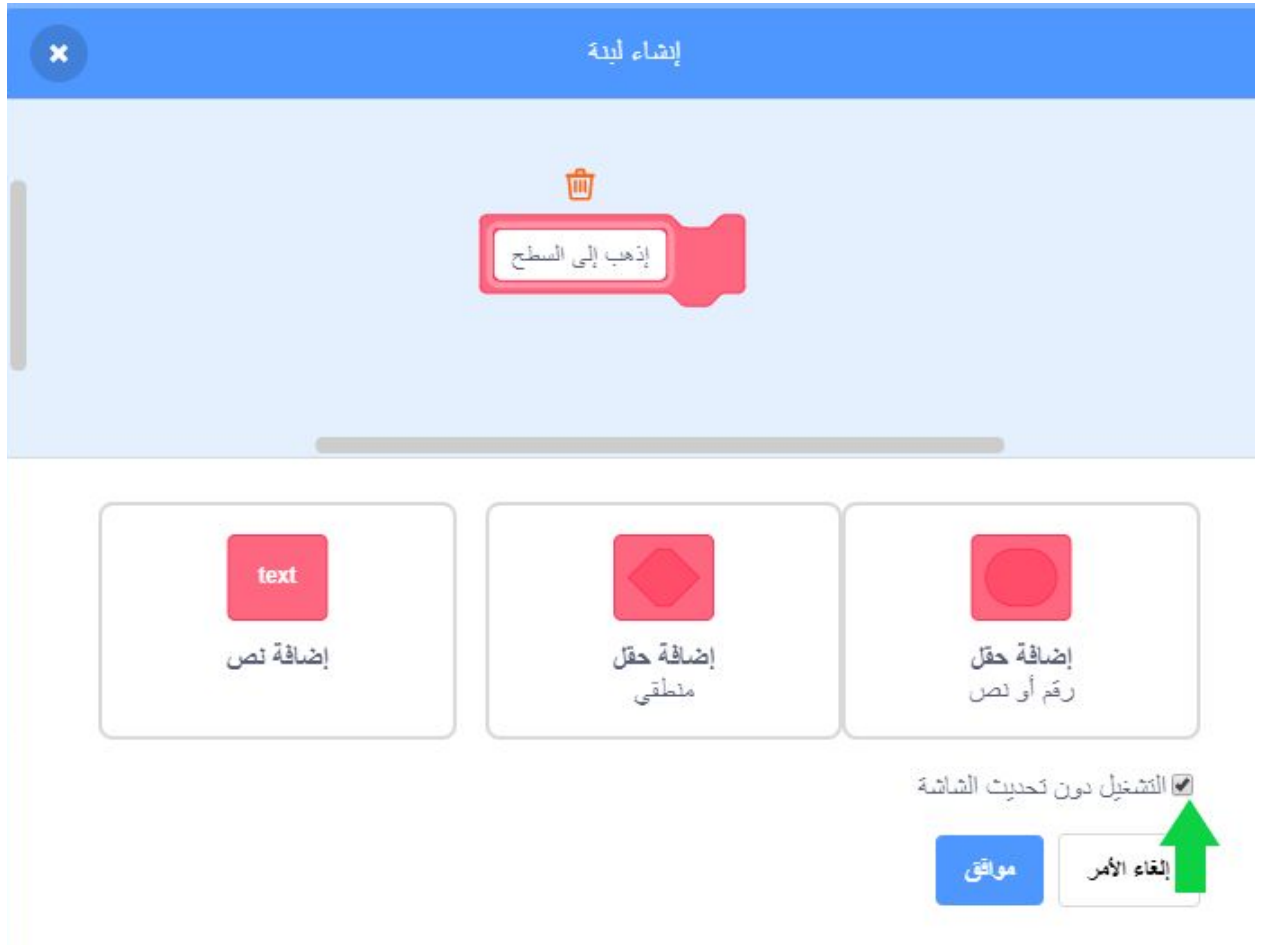 إنشاء لبنة
إذهب إلى السطح
إضافة حقل
رقم أو نص
إضافة حقل
منطقي
text
إضافة نص
التشغيل دون تحديث الشاشة
إلغاء الأمر
موافق